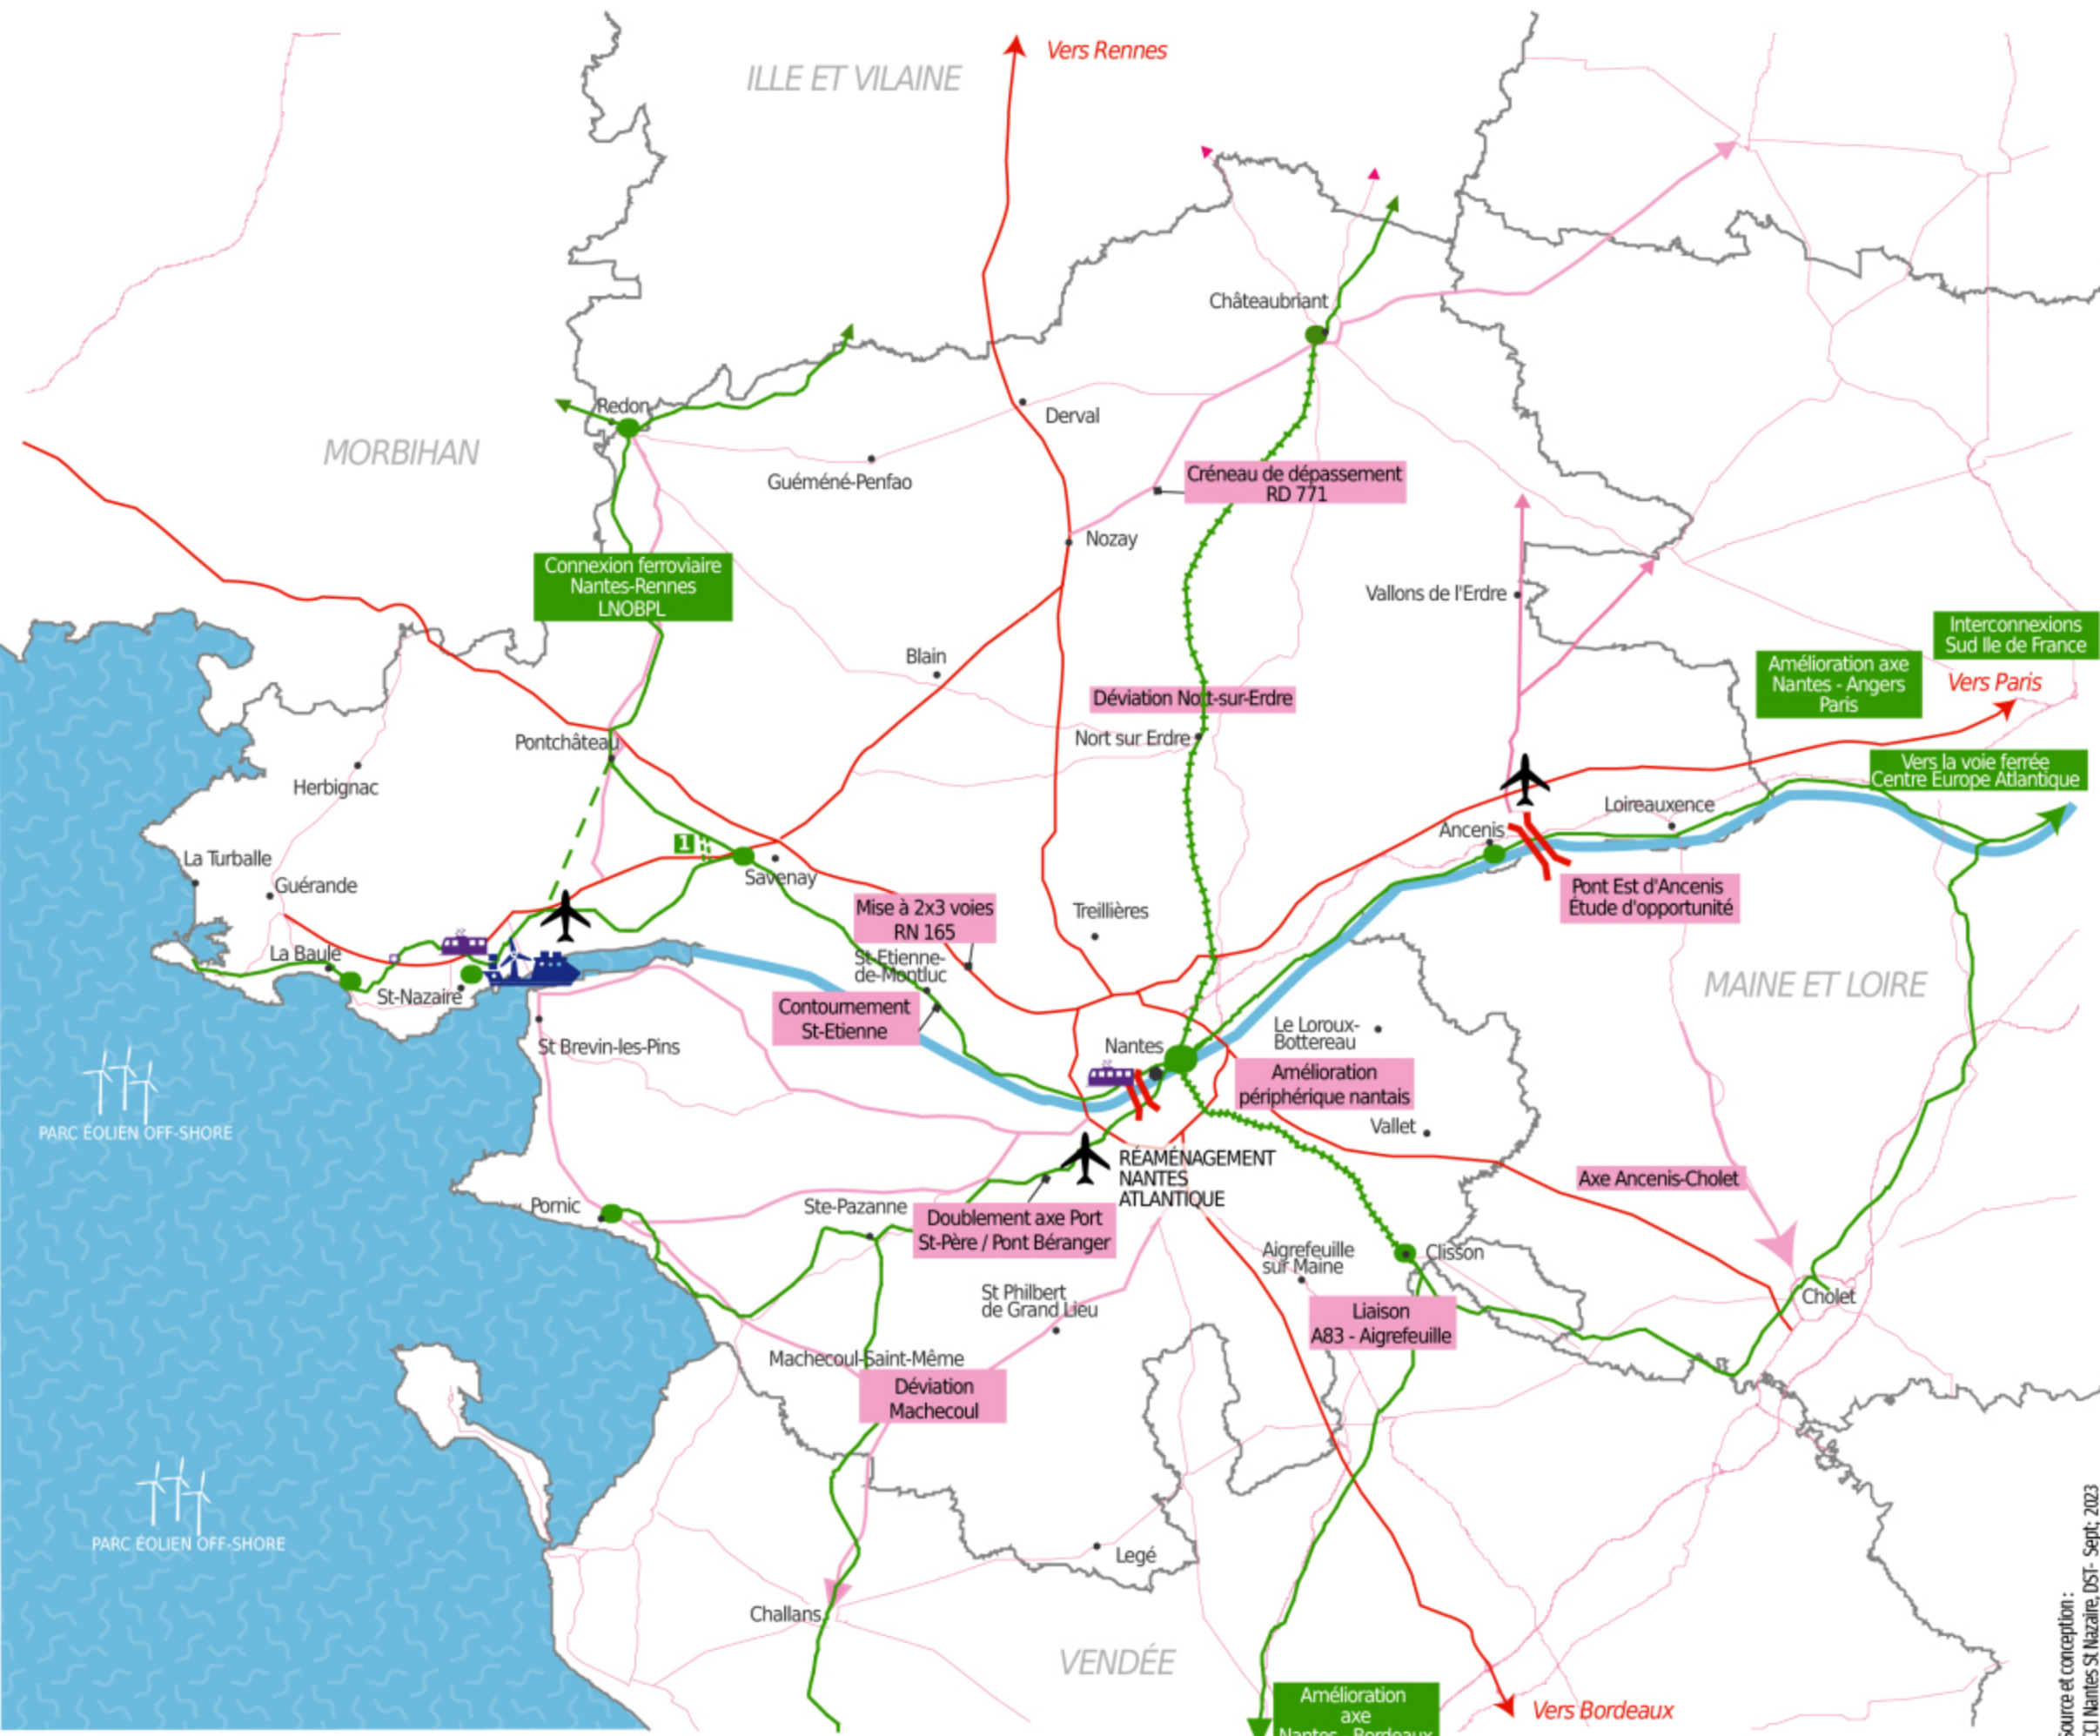 Vers Rennes
ILLE ET VILAINE
Châteaubriant
Redon
Derval
MORBIHAN
Guéméné-Penfao
Créneau de dépassement
RD 771
Nozay
Connexion ferroviaire
Nantes-Rennes
LNOBPL
Vallons de l'Erdre
Interconnexions
Sud Ile de France
Blain
Amélioration axe
Nantes - Angers
Paris
Vers Paris
Déviation Nort-sur-Erdre
Pontchâteau
Nort sur Erdre
Vers la voie ferrée
Centre Europe Atlantique
Herbignac
Loireauxence
Ancenis
1
La Turballe
Savenay
Guérande
Pont Est d'Ancenis
Étude d'opportunité
Mise à 2x3 voies
RN 165
Treillières
La Baule
St-Etienne-
de-Montluc
MAINE ET LOIRE
St-Nazaire
Contournement
St-Etienne
Le Loroux-
Bottereau
St Brevin-les-Pins
Nantes
Amélioration
périphérique nantais
PARC ÉOLIEN OFF-SHORE
Vallet
RÉAMÉNAGEMENT
NANTES
ATLANTIQUE
Axe Ancenis-Cholet
Pornic
Ste-Pazanne
Doublement axe Port
St-Père / Pont Béranger
Aigrefeuille
sur Maine
Clisson
St Philbert
de Grand Lieu
Liaison
A83 - Aigrefeuille
Cholet
Machecoul-Saint-Même
Déviation
Machecoul
PARC ÉOLIEN OFF-SHORE
Legé
Challans
VENDÉE
Amélioration
axe
Nantes - Bordeaux
Vers Bordeaux
Source et conception :
CCI Nantes St Nazaire, DST- Sept; 2023